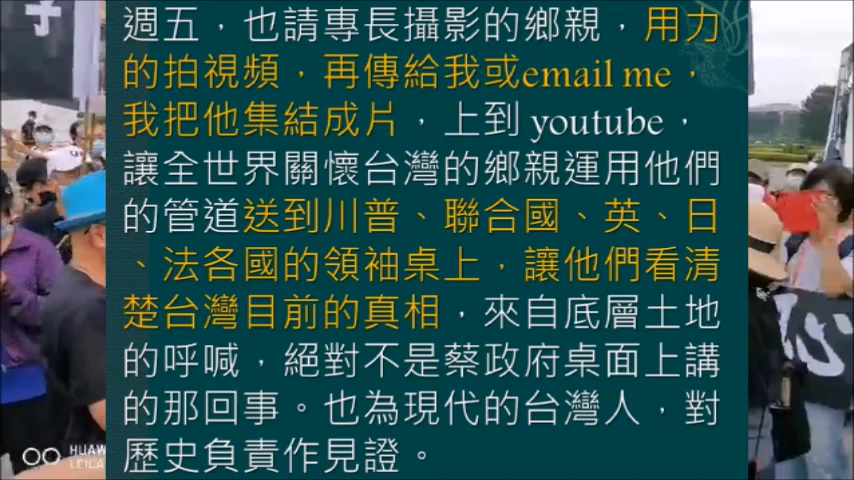 週五，也請專長攝影的鄉親，用力
的拍視頻，再傳給我或email me，
我把他集結成片，上到 youtube，
讓全世界關懷台灣的鄉親運用他們
的管道送到川普、聯合國、英、日
、法各國的領袖桌上，讓他們看清
楚台灣目前的真相，來自底層土地
的呼喊，絕對不是蔡政府桌面上講
的那回事。也為現代的台灣人，對
歷史負責作見證。
HUAW
LEICA
心